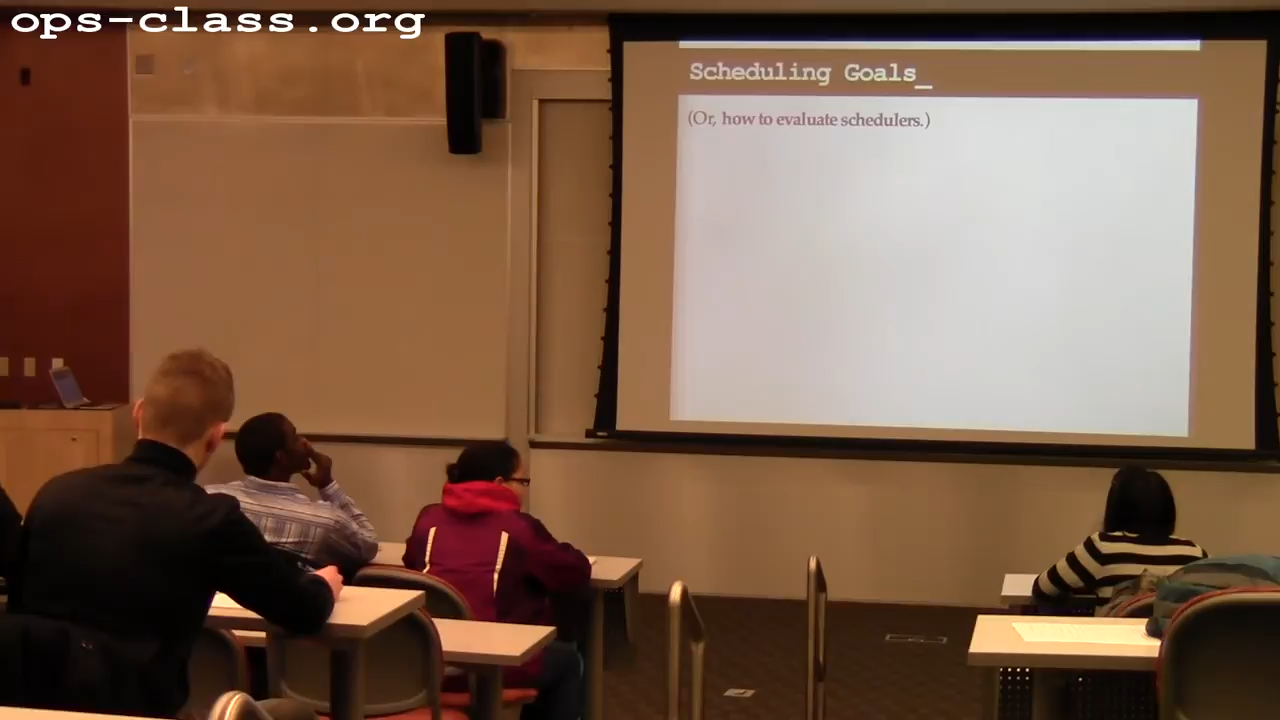 ops-class.org
Scheduling Goals_
(Or, how to evaluate schedulers.)